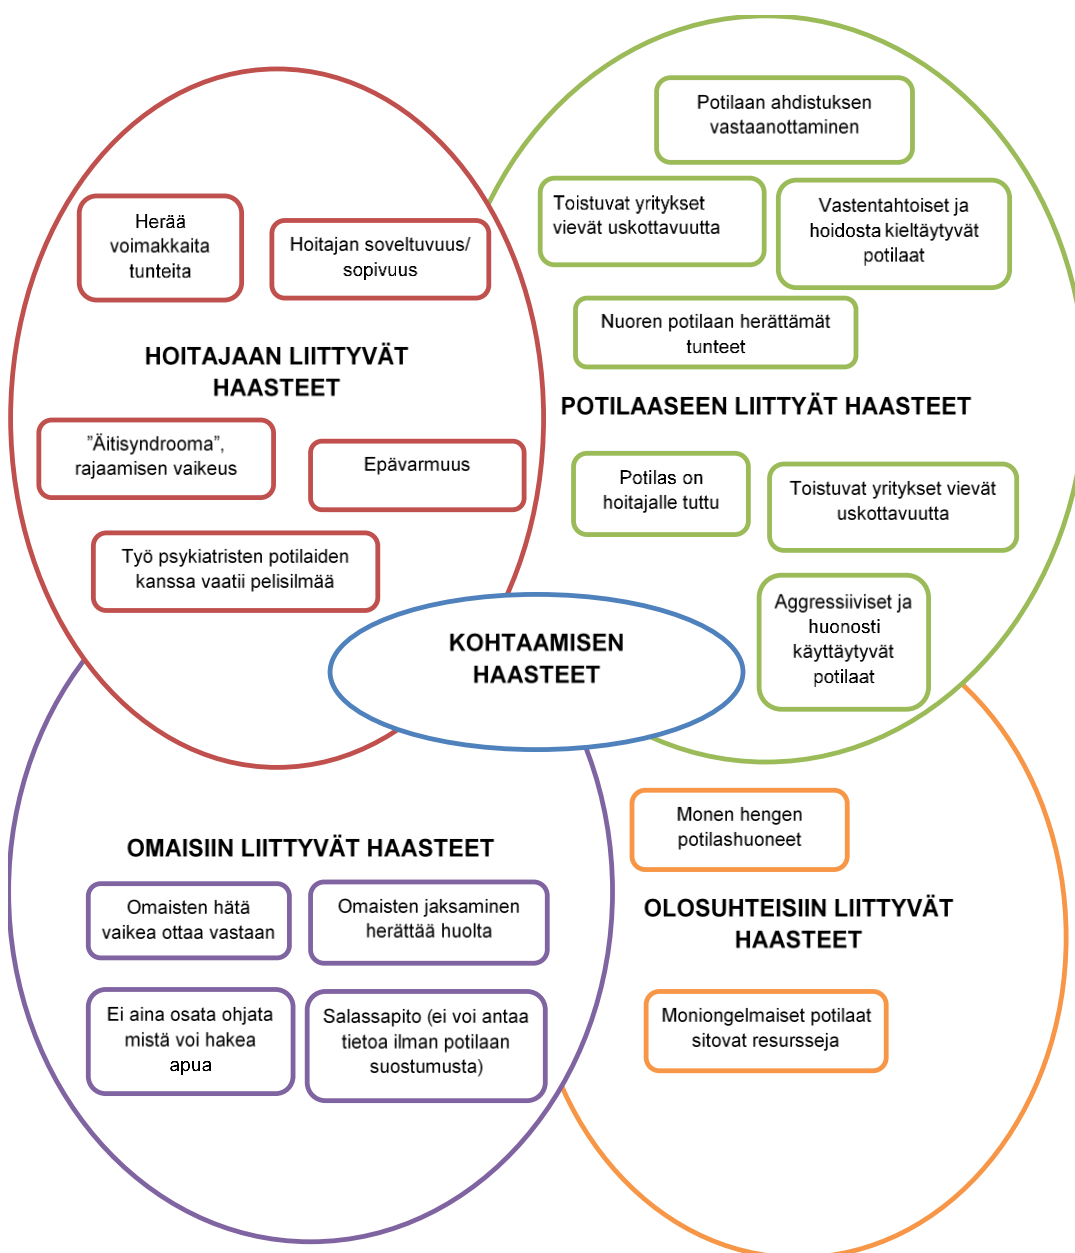 Herää
voimakkaita
tunteita
Hoitajan soveltuvuus/
sopivuus
HOITAJAAN LIITTYVÄT
HAASTEET
”Äitisyndrooma”,
rajaamisen vaikeus
Epävarmuus
Työ psykiatristen potilaiden
kanssa vaatii pelisilmää
Potilaan ahdistuksen
vastaanottaminen
Toistuvat yritykset
vievät uskottavuutta
Vastentahtoiset ja
hoidosta kieltäytyvät
potilaat
Nuoren potilaan herättämät
tunteet
POTILAASEEN LIITTYÄT HAASTEET
Potilas on
hoitajalle tuttu
Toistuvat yritykset vievät
uskottavuutta
Aggressiiviset ja
huonosti
käyttäytyvät
potilaat
KOHTAAMISEN
HAASTEET
OMAISIIN LIITTYVÄT HAASTEET
Omaisten hätä
vaikea ottaa vastaan
Omaisten jaksaminen
herättää huolta
Ei aina osata ohjata
mistä voi hakea
apua
Salassapito (ei voi antaa
tietoa ilman potilaan
suostumusta)
Monen hengen
potilashuoneet
OLOSUHTEISIIN LIITTYVÄT
HAASTEET
Moniongelmaiset potilaat
sitovat resursseja